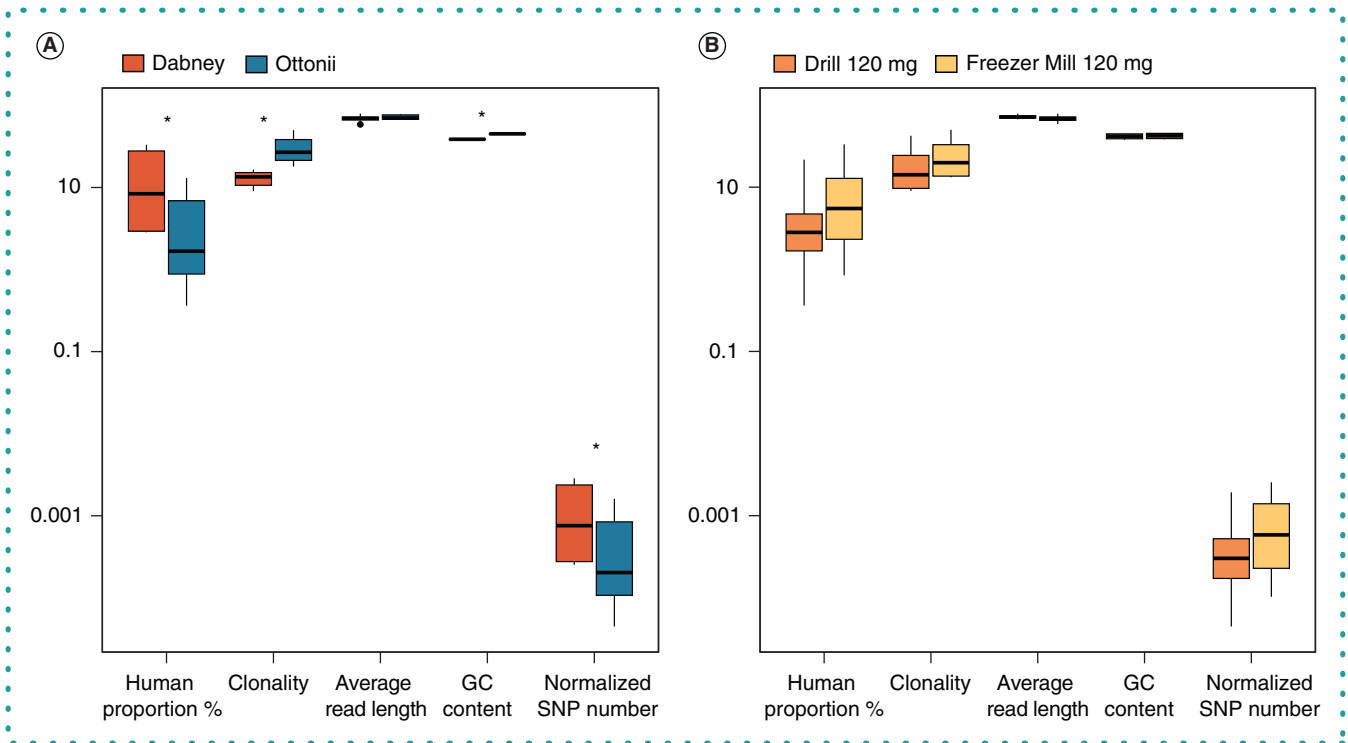 A
Dabney Ottonii
* * *
10
0.1
*
0.001
Human Clonality Average GC Normalized
proportion % read length content SNP number
B
Drill 120 mg Freezer Mill 120 mg
10
0.1
0.001
Human Clonality Average GC Normalized
proportion % read length content SNP number